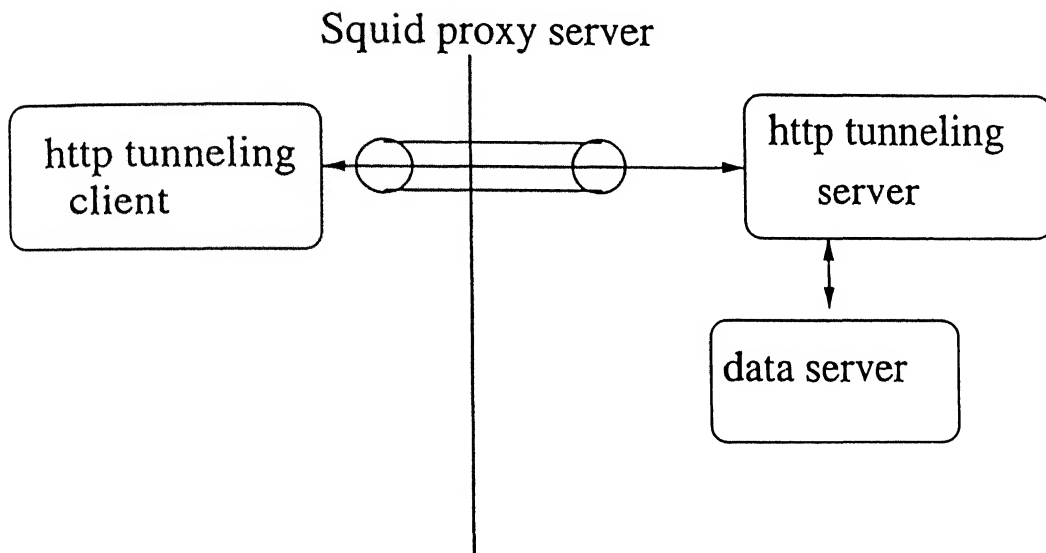 Squid proxy server
http tunneling
client
http tunneling
server
data server